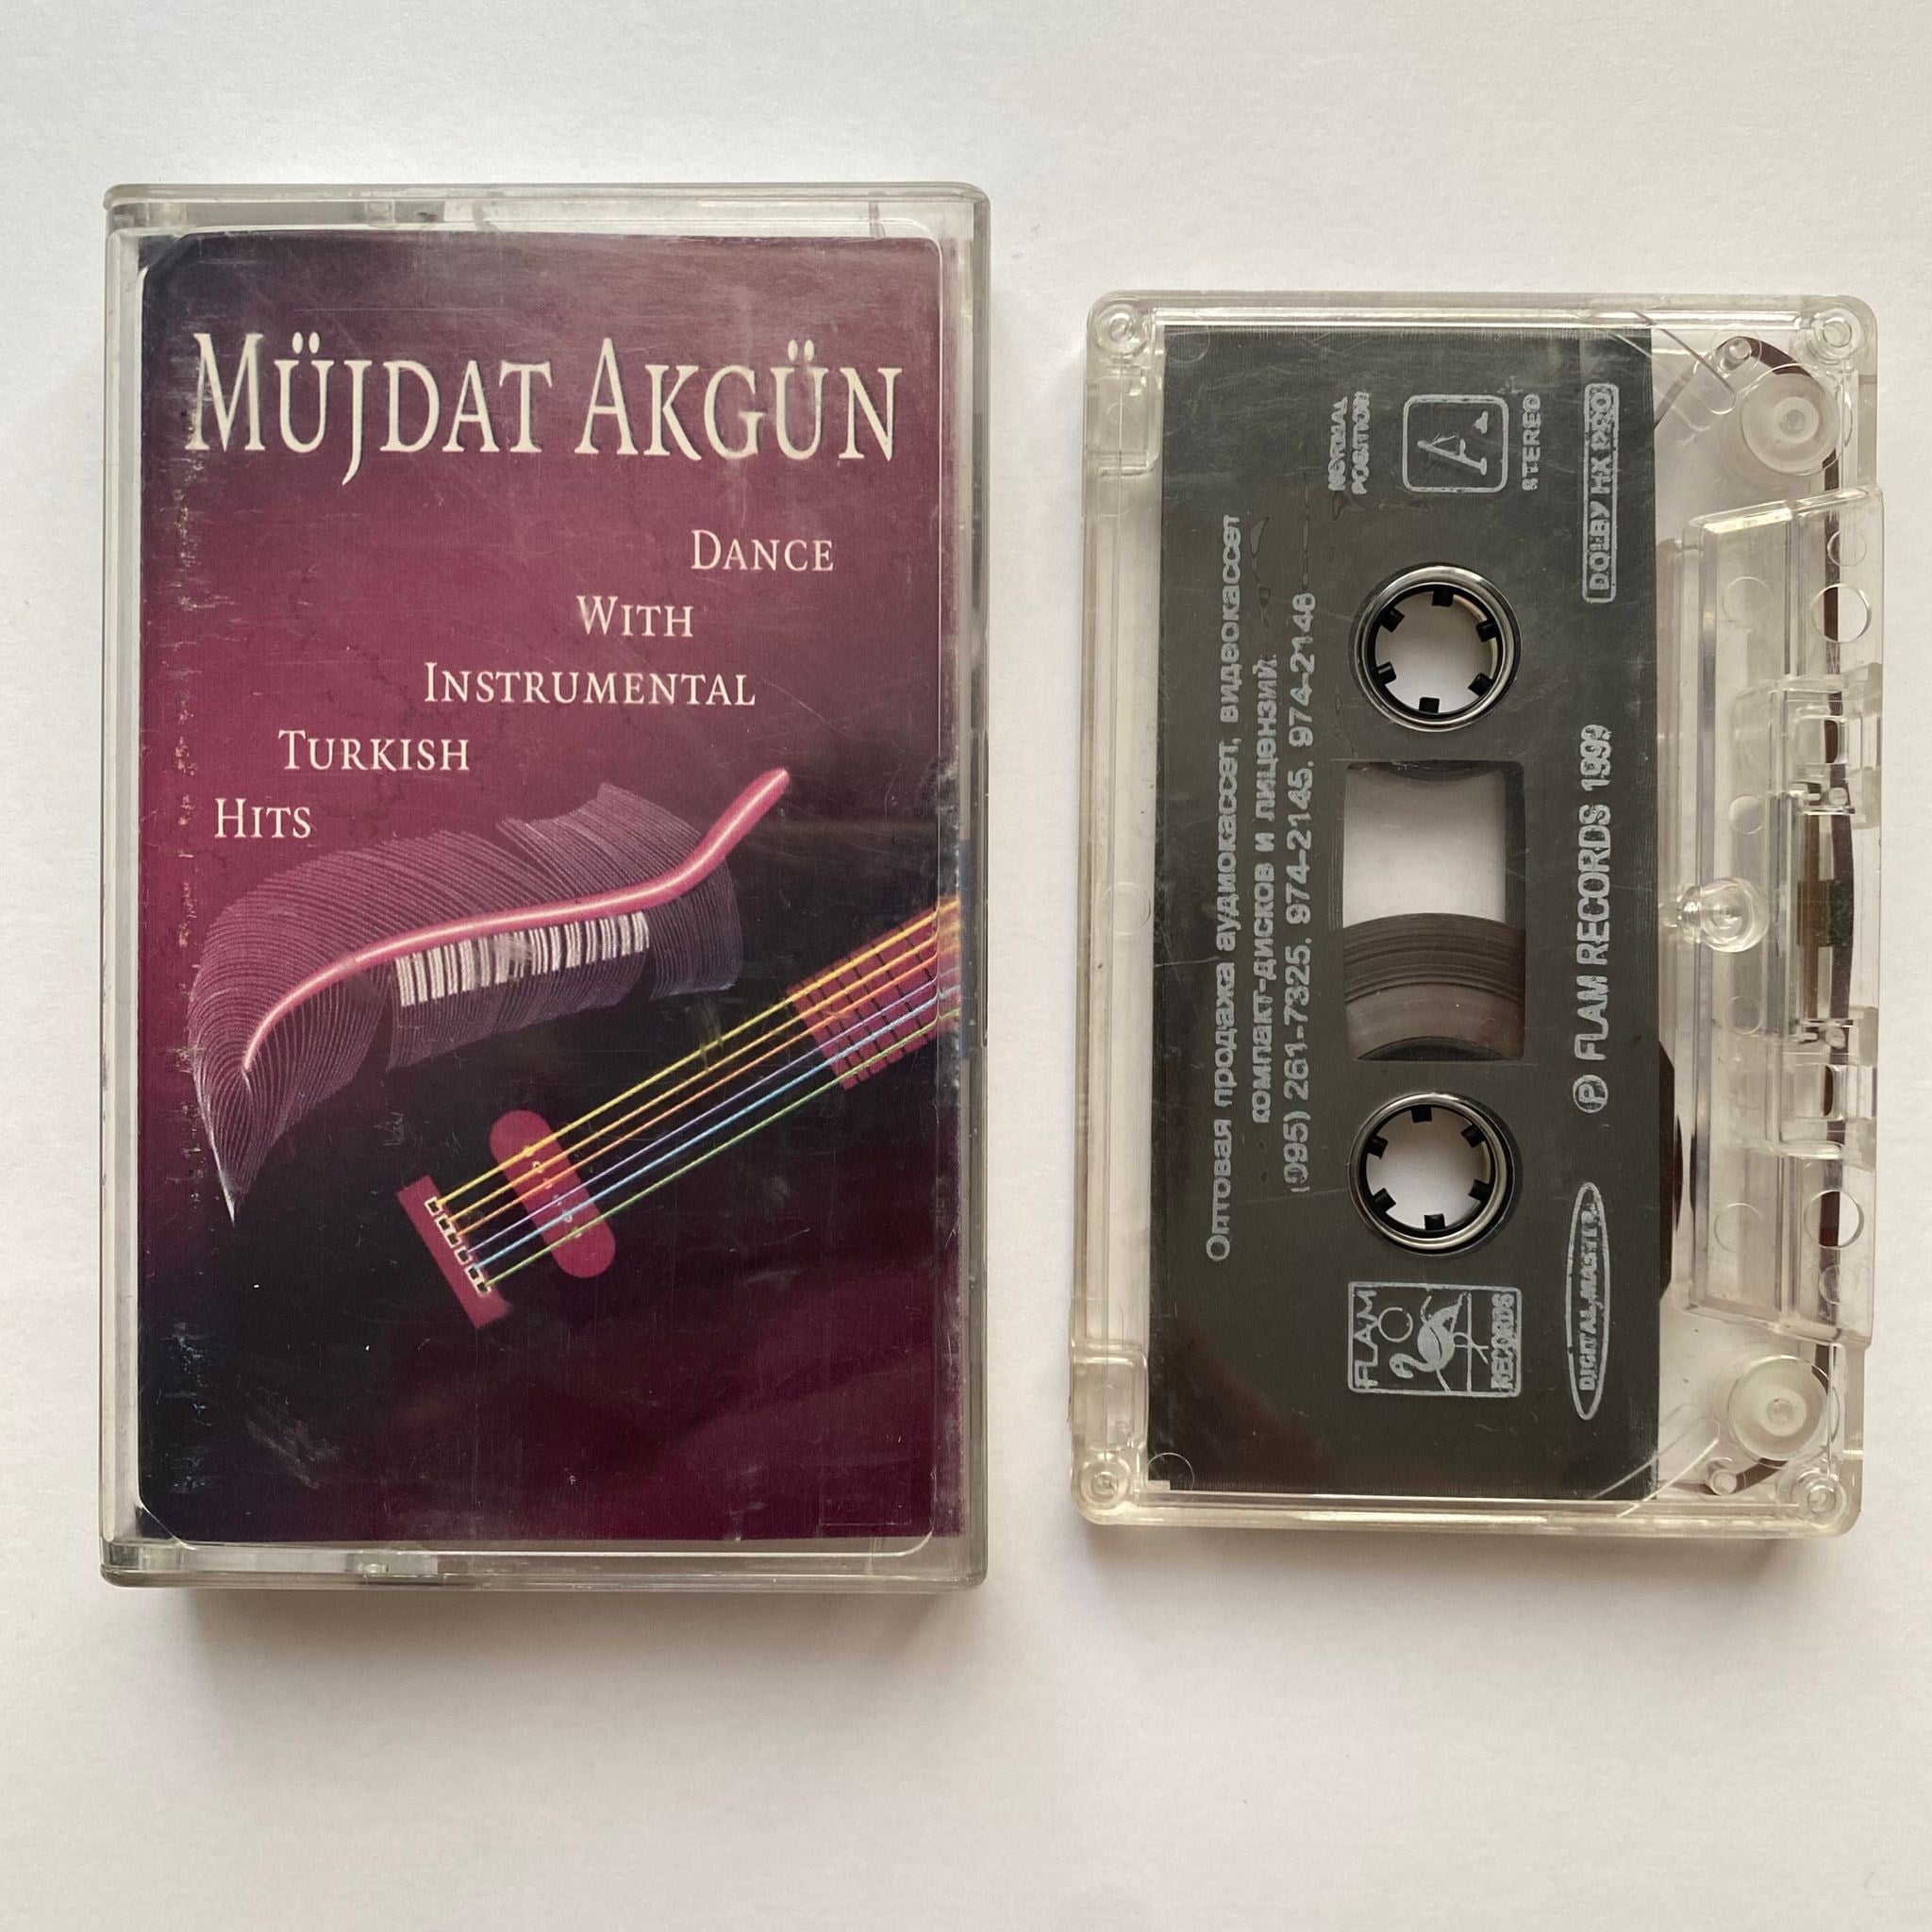 MÜJDAT AKGÜN
DANCE
WITH
INSTRUMENTAL
TURKISH
HITS
Оптовая продажа аудиокассет, видеокассет
компакт-дисков и лицензий.
(095) 261-7325, 974-2145, 974-2146
NORMAL
POSITION
A
STEREO
FLAM
RECORDS
DOLBY HX PRO
Ⓟ FLAM RECORDS 1999
DIGITAL MASTER